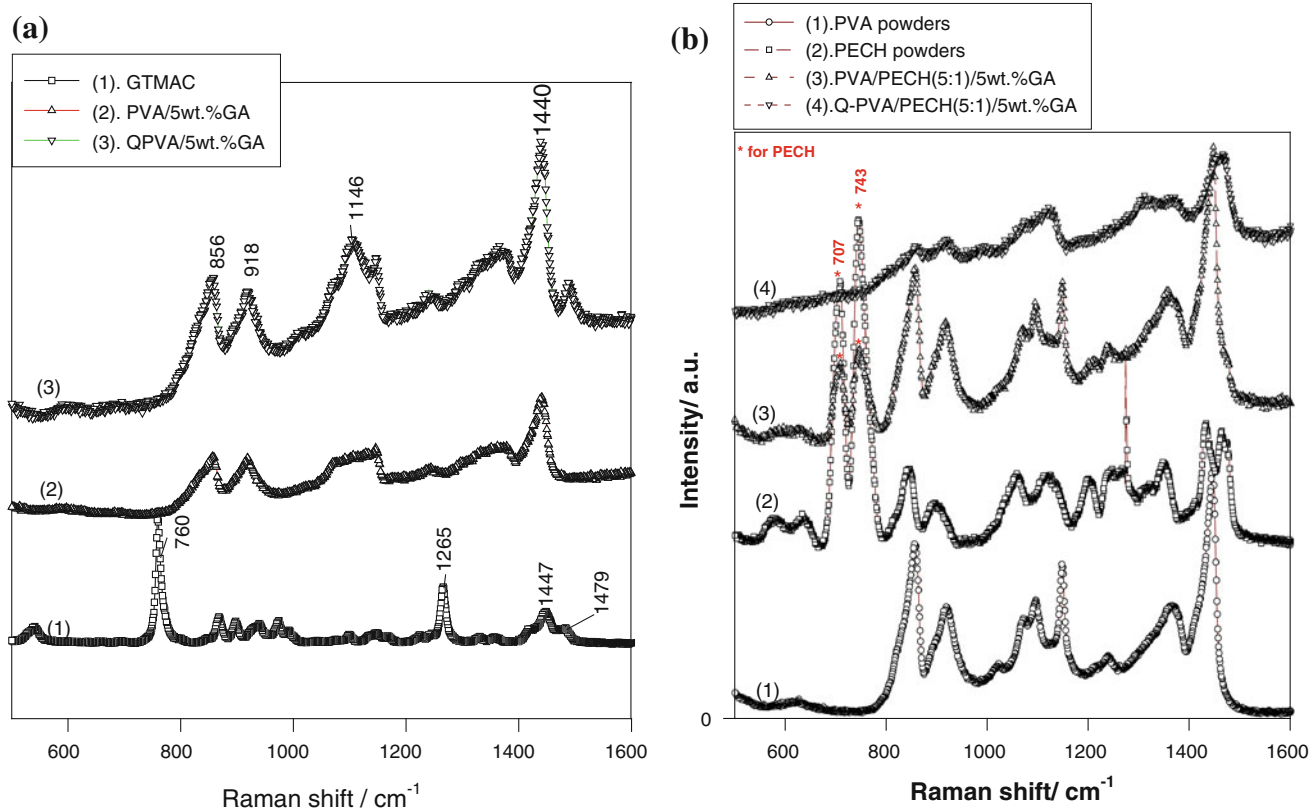 (a)
(1). GTMAC
(2). PVA/5wt.%GA
(3). QPVA/5wt.%GA
1440
1146
856
918
(3)
(2)
760
1265
1447
1479
(1)
600 800 1000 1200 1400 1600
Raman shift / cm-1
(b)
(1).PVA powders
(2).PECH powders
(3).PVA/PECH(5:1)/5wt.%GA
(4).Q-PVA/PECH(5:1)/5wt.%GA
* for PECH
* 743
* 707
(4)
* *
(3)
(2)
(1)
Intensity/ a.u.
0
600 800 1000 1200 1400 1600
Raman shift/ cm-1